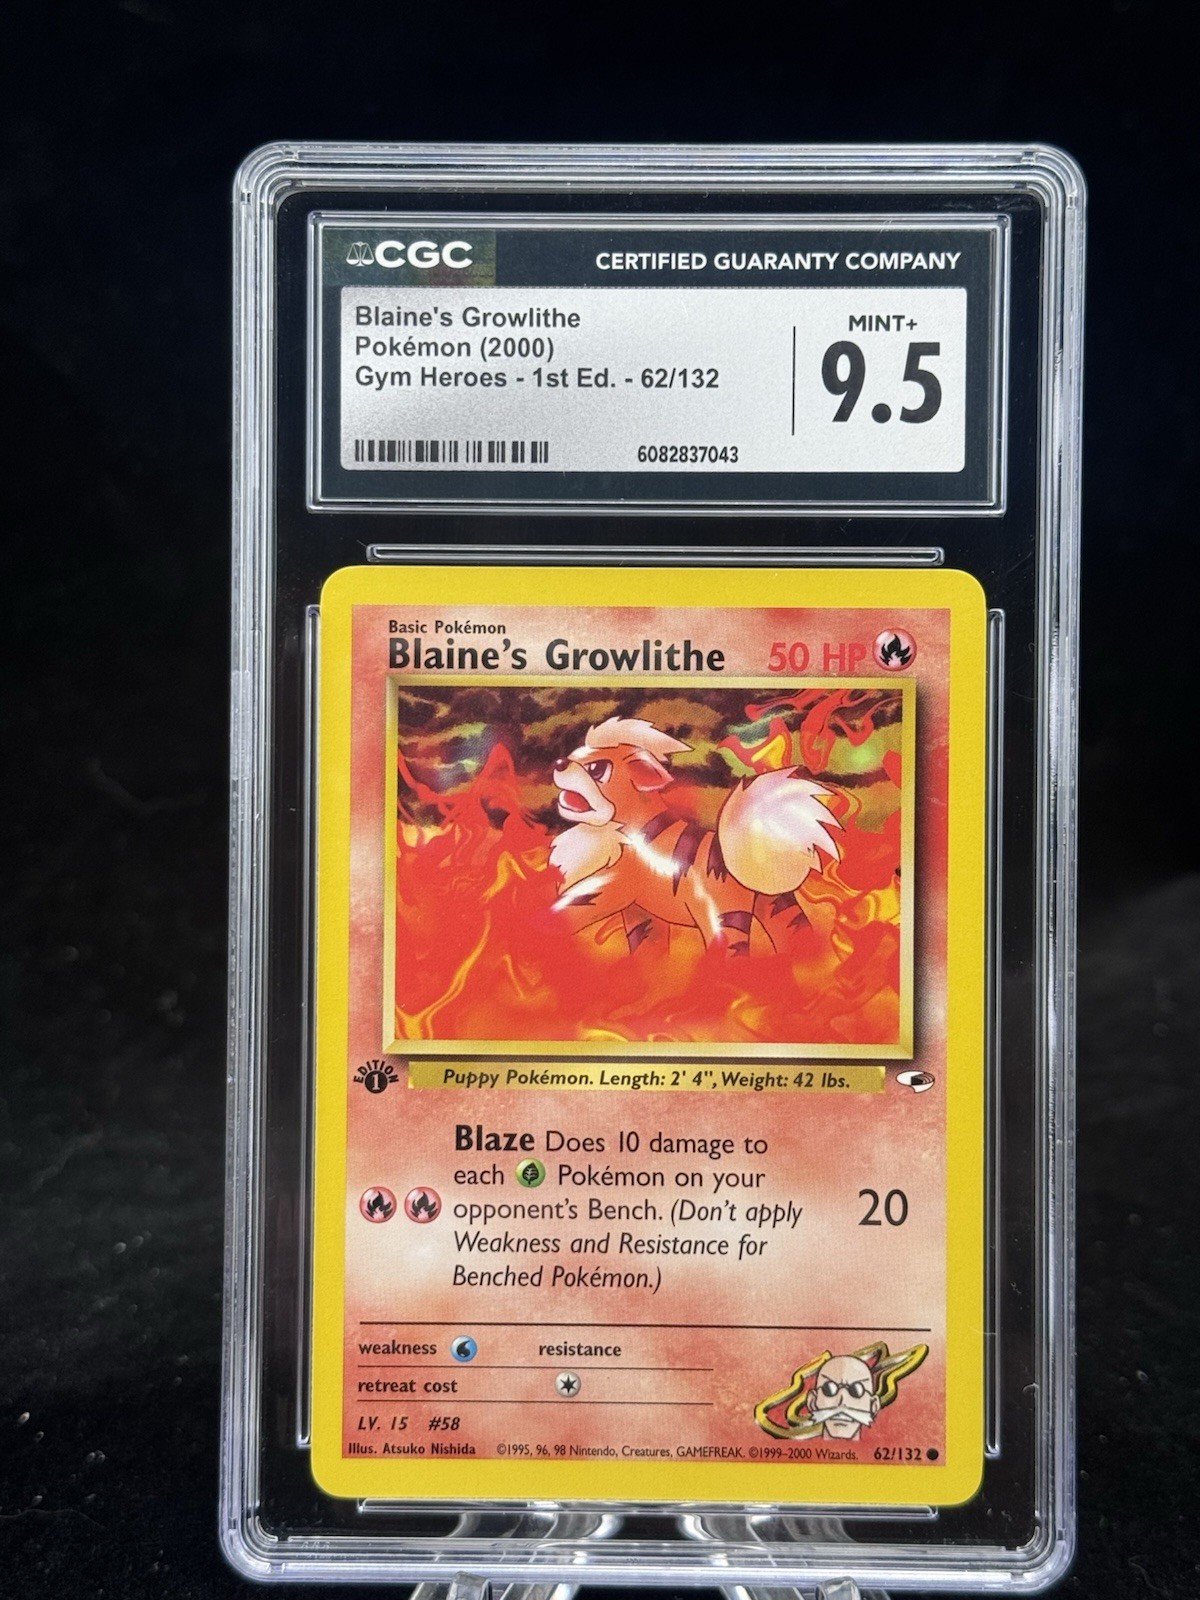 CGC
CERTIFIED GUARANTY COMPANY
Blaine's Growlithe
Pokémon (2000)
Gym Heroes - 1st Ed. - 62/132
MINT+
9.5
6082837043
Basic Pokémon
Blaine's Growlithe 50 HP
EDITION
1
Puppy Pokémon. Length: 2' 4", Weight: 42 lbs.
Blaze Does 10 damage to
each Pokémon on your
opponent's Bench. (Don't apply
Weakness and Resistance for
Benched Pokémon.)
20
weakness resistance
retreat cost
LV. 15 #58
Illus. Atsuko Nishida ©1995, 96, 98 Nintendo, Creatures, GAMEFREAK. ©1999-2000 Wizards. 62/132